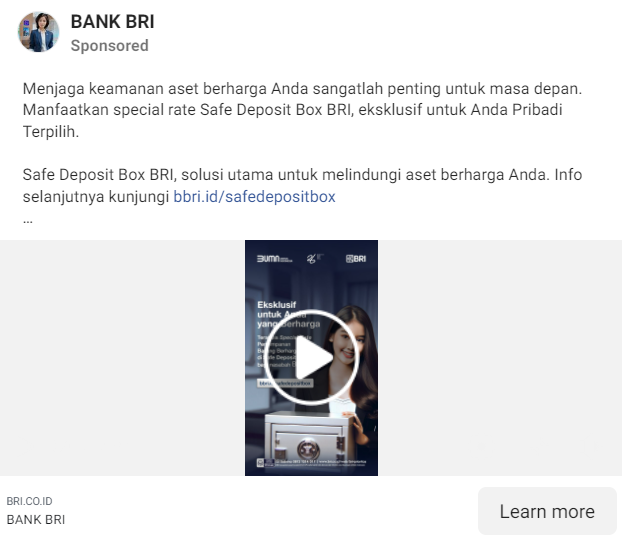 BANK BRI
Sponsored
Menjaga keamanan aset berharga Anda sangatlah penting untuk masa depan.
Manfaatkan special rate Safe Deposit Box BRI, eksklusif untuk Anda Pribadi
Terpilih.
Safe Deposit Box BRI, solusi utama untuk melindungi aset berharga Anda. Info
selanjutnya kunjungi bbri.id/safedepositbox
...
BUMN
BRI
Eksklusif
untuk Anda
yang Berharga
BRI.CO.ID
BANK BRI
Learn more